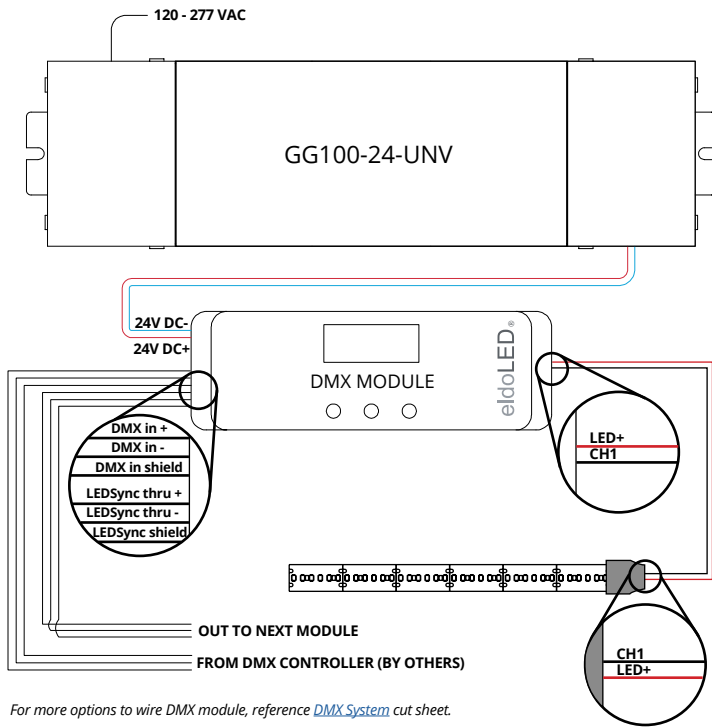 120 - 277 VAC
GG100-24-UNV
24V DC-
24V DC+
DMX MODULE
eldoLED®
DMX in +
DMX in -
DMX in shield
LEDSync thru +
LEDSync thru -
LEDSync shield
LED+
CH1
OUT TO NEXT MODULE
FROM DMX CONTROLLER (BY OTHERS)
CH1
LED+
For more options to wire DMX module, reference DMX System cut sheet.